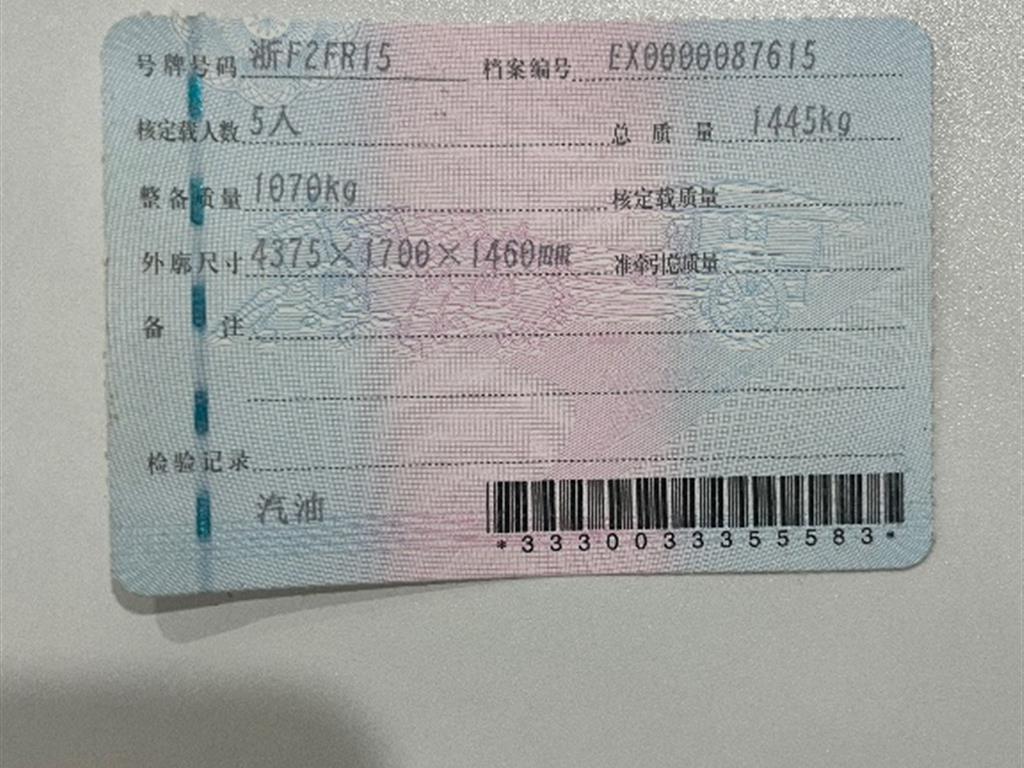 号牌号码 浙F2FR15 档案编号 EX0000087615
核定载人数 5人 总质量 1445kg
整备质量 1070kg 核定载质量
外廓尺寸 4375×1700×1460mm 准牵引总质量
备注
检验记录
汽油
*3330033355583*